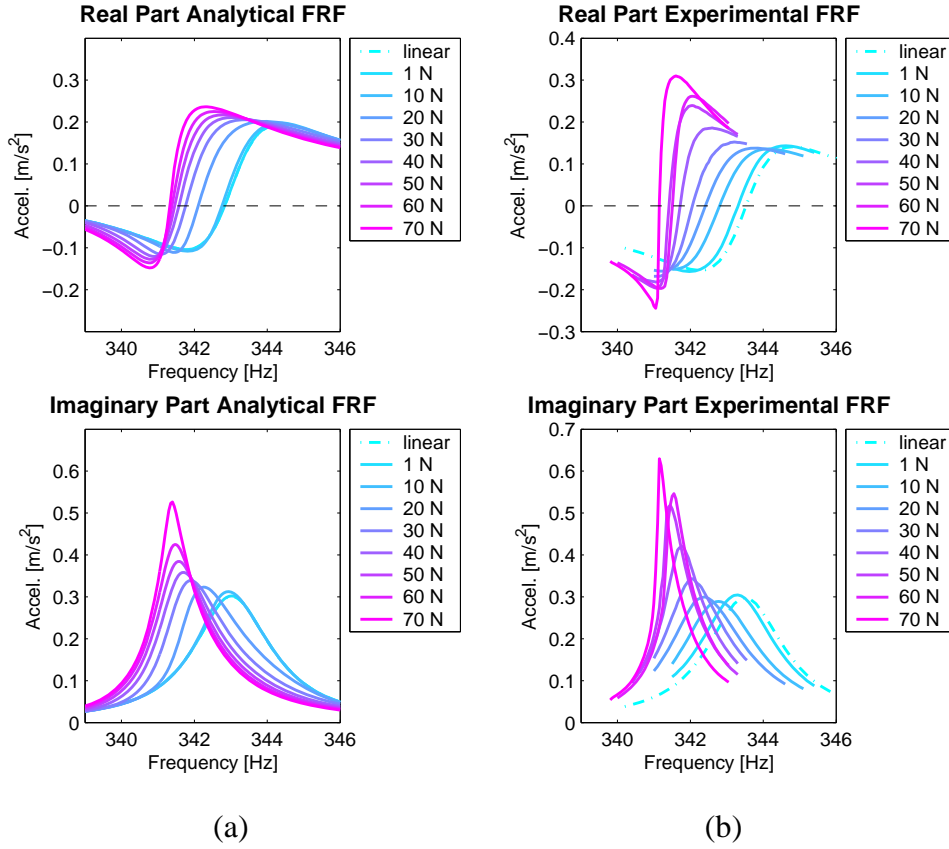 Real Part Analytical FRF
Accel. [m/s²]
0.4
0.3
0.2
0.1
0
−0.1
−0.2
340 342 344 346
Frequency [Hz]
linear
1 N
10 N
20 N
30 N
40 N
50 N
60 N
70 N
Real Part Experimental FRF
Accel. [m/s²]
0.4
0.3
0.2
0.1
0
−0.1
−0.2
−0.3
340 342 344 346
Frequency [Hz]
linear
1 N
10 N
20 N
30 N
40 N
50 N
60 N
70 N
Imaginary Part Analytical FRF
Accel. [m/s²]
0.6
0.5
0.4
0.3
0.2
0.1
0
340 342 344 346
Frequency [Hz]
linear
1 N
10 N
20 N
30 N
40 N
50 N
60 N
70 N
Imaginary Part Experimental FRF
Accel. [m/s²]
0.7
0.6
0.5
0.4
0.3
0.2
0.1
0
340 342 344 346
Frequency [Hz]
linear
1 N
10 N
20 N
30 N
40 N
50 N
60 N
70 N
(a)
(b)